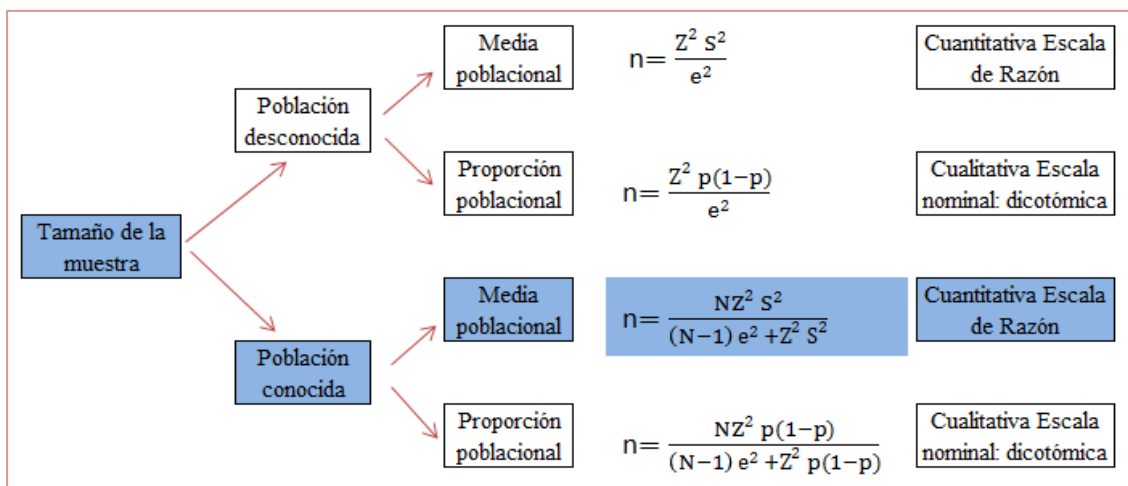 Media
poblacional
n= Z² S² / e²
Cuantitativa Escala
de Razón
Población
desconocida
Proporción
poblacional
n= Z² p(1−p) / e²
Cualitativa Escala
nominal: dicotómica
Tamaño de la
muestra
Media
poblacional
n= NZ² S² / (N−1) e² +Z² S²
Cuantitativa Escala
de Razón
Población
conocida
Proporción
poblacional
n= NZ² p(1−p) / (N−1) e² +Z² p(1−p)
Cualitativa Escala
nominal: dicotómica